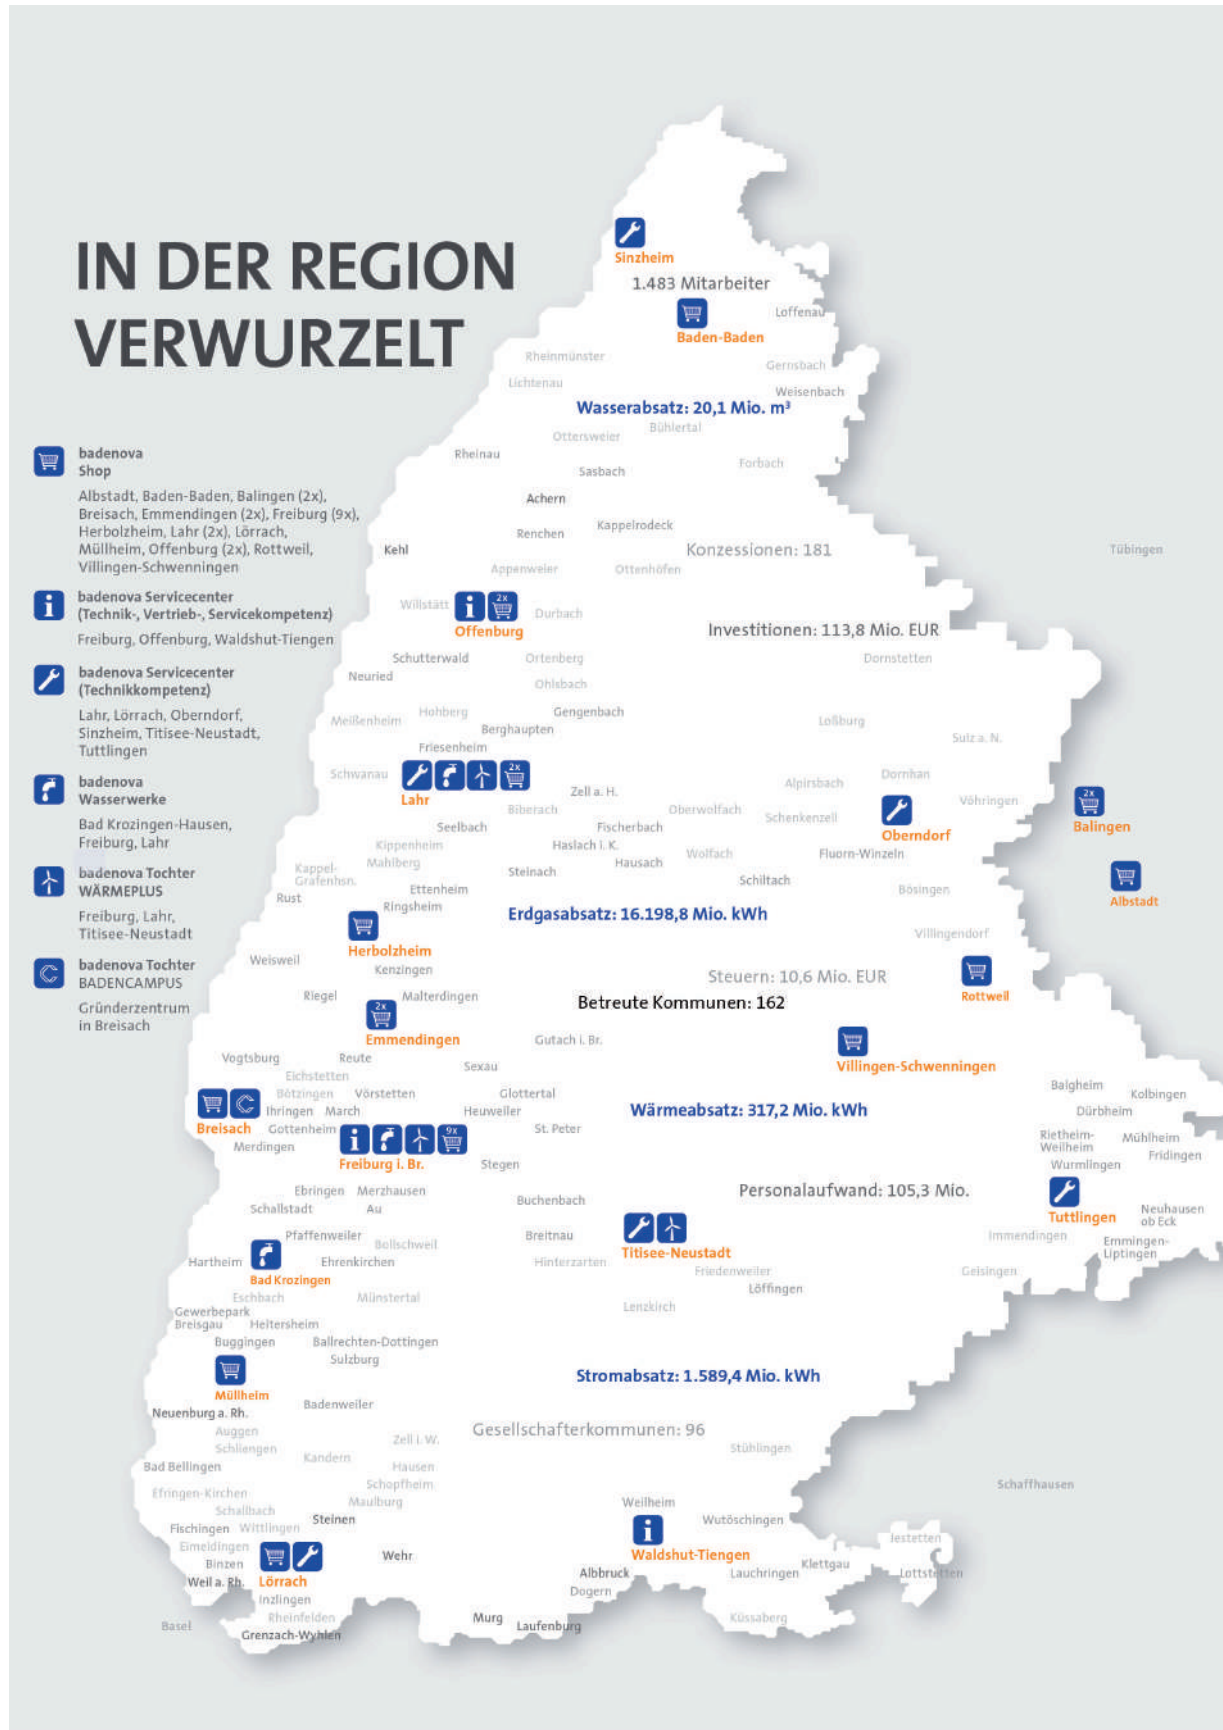 IN DER REGION
VERWURZELT
badenova
Shop
Albstadt, Baden-Baden, Balingen (2x),
Breisach, Emmendingen (2x), Freiburg (9x),
Herbolzheim, Lahr (2x), Lörrach,
Müllheim, Offenburg (2x), Rottweil,
Villingen-Schwenningen
badenova Servicecenter
(Technik-, Vertrieb-, Servicekompetenz)
Freiburg, Offenburg, Waldshut-Tiengen
badenova Servicecenter
(Technikkompetenz)
Lahr, Lörrach, Oberndorf,
Sinzheim, Titisee-Neustadt,
Tuttlingen
badenova
Wasserwerke
Bad Krozingen-Hausen,
Freiburg, Lahr
badenova Tochter
WÄRMEPLUS
Freiburg, Lahr,
Titisee-Neustadt
badenova Tochter
BADENCAMPUS
Gründerzentrum
in Breisach
Sinzheim
1.483 Mitarbeiter
Loffenau
Baden-Baden
Rheinmünster
Gernsbach
Lichtenau
Weisenbach
Wasserabsatz: 20,1 Mio. m³
Bühlertal
Ottersweier
Rheinau
Forbach
Sasbach
Achern
Kappelrodeck
Renchen
Kehl
Konzessionen: 181
Tübingen
Appenweier
Ottenhöfen
Willstätt
2x
Durbach
Offenburg
Investitionen: 113,8 Mio. EUR
Schutterwald
Ortenberg
Dornstetten
Neuried
Ohlsbach
Hohberg
Gengenbach
Meißenheim
Loßburg
Berghaupten
Sulz a. N.
Friesenheim
Schwanau
2x
Dornhan
Alpirsbach
Zell a. H.
Lahr
Vöhringen
2x
Biberach
Oberwolfach
Schenkenzell
Seelbach
Fischerbach
Oberndorf
Balingen
Kippenheim
Haslach i. K.
Wolfach
Fluorn-Winzeln
Mahlberg
Hausach
Kappel-
Grafenhsn.
Steinach
Schiltach
Ettenheim
Bösingen
Rust
Ringsheim
Albstadt
Erdgasabsatz: 16.198,8 Mio. kWh
Villingendorf
Herbolzheim
Weisweil
Kenzingen
Steuern: 10,6 Mio. EUR
Rottweil
Riegel
Malterdingen
Betreute Kommunen: 162
2x
Emmendingen
Gutach i. Br.
Vogtsburg
Reute
Sexau
Villingen-Schwenningen
Eichstetten
Balgheim
Bötzingen
Vörstetten
Glottertal
Kolbingen
Ihringen
March
Heuweiler
Wärmeabsatz: 317,2 Mio. kWh
Dürbheim
Breisach
Gottenheim
9x
St. Peter
Rietheim-
Weilheim
Mühlheim
Merdingen
Fridingen
Freiburg i. Br.
Stegen
Wurmlingen
Ebringen
Merzhausen
Personalaufwand: 105,3 Mio.
Buchenbach
Schallstadt
Au
Neuhausen
ob Eck
Tuttlingen
Pfaffenweiler
Breitnau
Immendingen
Bollschweil
Emmingen-
Liptingen
Titisee-Neustadt
Hartheim
Ehrenkirchen
Hinterzarten
Friedenweiler
Geisingen
Bad Krozingen
Löffingen
Eschbach
Münstertal
Lenzkirch
Gewerbepark
Breisgau
Heitersheim
Buggingen
Ballrechten-Dottingen
Sulzburg
Stromabsatz: 1.589,4 Mio. kWh
Müllheim
Badenweiler
Neuenburg a. Rh.
Auggen
Gesellschafterkommunen: 96
Schliengen
Zell i. W.
Stühlingen
Kandern
Bad Bellingen
Hausen
Schopfheim
Schaffhausen
Efringen-Kirchen
Maulburg
Weilheim
Schallbach
Steinen
Wutöschingen
Fischingen
Wittlingen
Jestetten
Eimeldingen
Waldshut-Tiengen
Binzen
Wehr
Klettgau
Albbruck
Lauchringen
Lottstetten
Weil a. Rh.
Lörrach
Dogern
Inzlingen
Rheinfelden
Murg
Küssaberg
Basel
Laufenburg
Grenzach-Wyhlen